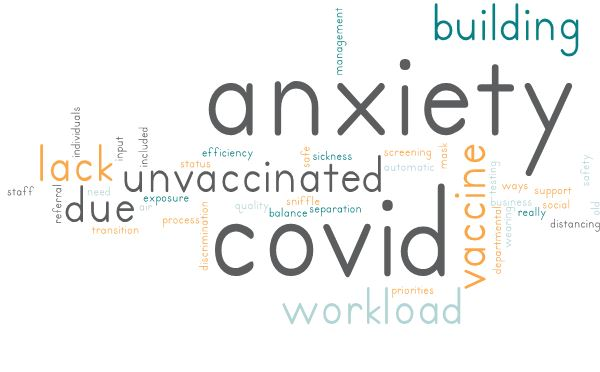 building
management
anxiety
individuals
input
included
efficiency
safe
sickness
screening
mask
lack
status
automatic
vaccine
testing
safety
staff
referral
need
unvaccinated
ways
support
due
air
exposure
quality
sniffle
business
social
old
process
balance
separation
really
wearing
departmental
distancing
transition
discrimination
covid
priorities
workload